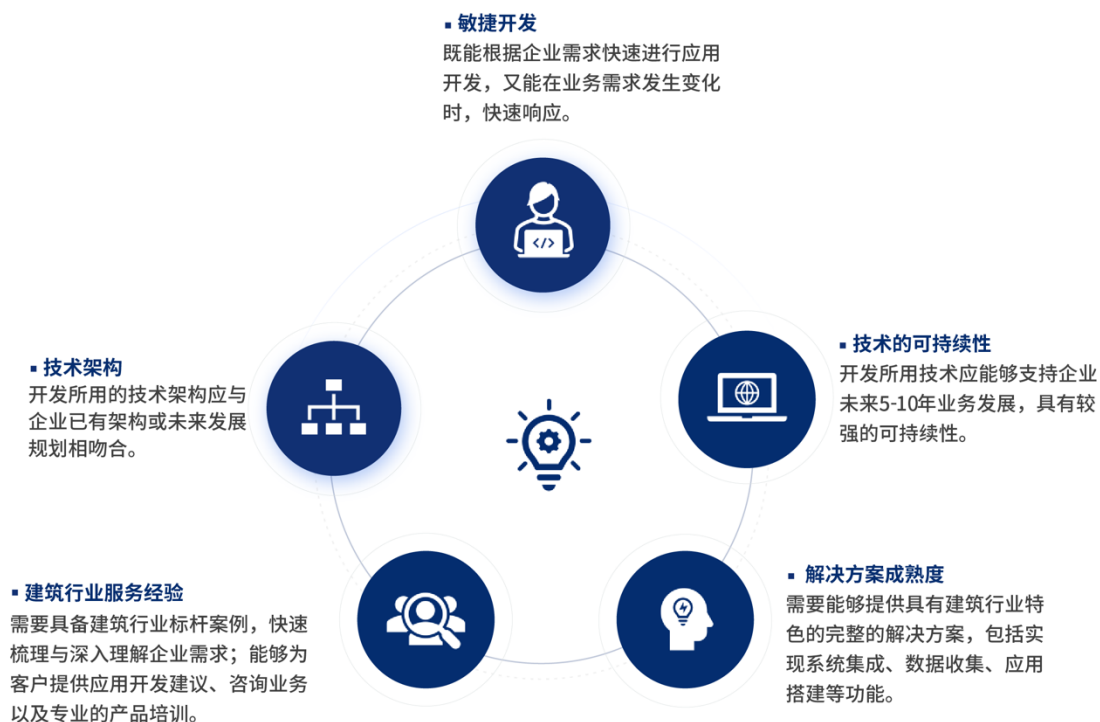 ▪ 敏捷开发
既能根据企业需求快速进行应用
开发，又能在业务需求发生变化
时，快速响应。
</>
▪ 技术的可持续性
开发所用技术应能够支持企业
未来5-10年业务发展，具有较
强的可持续性。
▪ 解决方案成熟度
需要能够提供具有建筑行业特
色的完整的解决方案，包括实
现系统集成、数据收集、应用
搭建等功能。
▪ 建筑行业服务经验
需要具备建筑行业标杆案例，快速
梳理与深入理解企业需求；能够为
客户提供应用开发建议、咨询业务
以及专业的产品培训。
▪ 技术架构
开发所用的技术架构应与
企业已有架构或未来发展
规划相吻合。